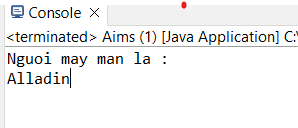 Console
<terminated> Aims (1) [Java Application] C:\
Nguoi may man la :
Alladin